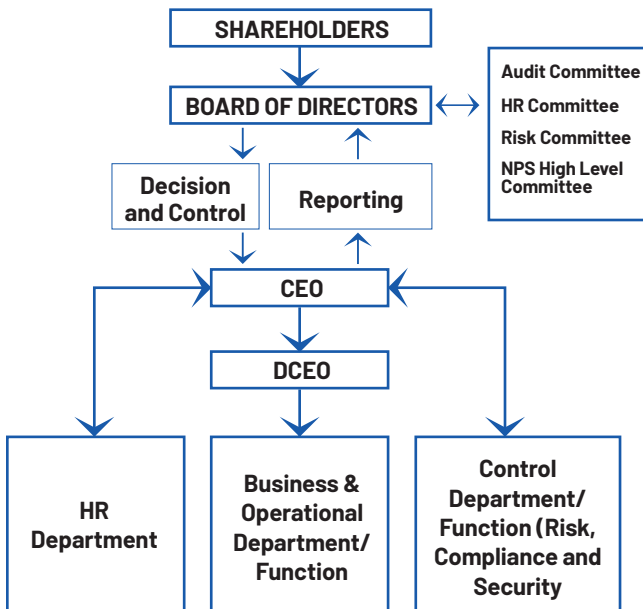 SHAREHOLDERS
BOARD OF DIRECTORS
Audit Committee
HR Committee
Risk Committee
NPS High Level
Committee
Decision
and Control
Reporting
CEO
DCEO
HR
Department
Business &
Operational
Department/
Function
Control
Department/
Function (Risk,
Compliance and
Security